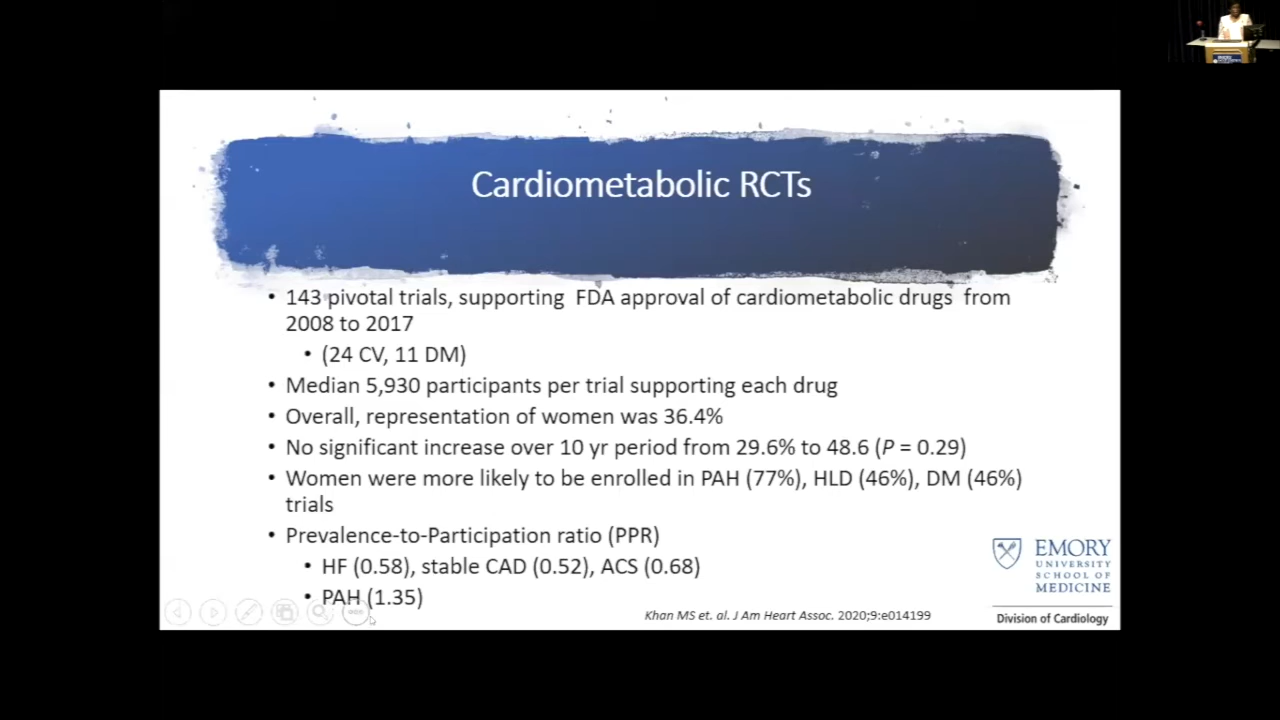 Cardiometabolic RCTs
• 143 pivotal trials, supporting FDA approval of cardiometabolic drugs from
2008 to 2017
• (24 CV, 11 DM)
• Median 5,930 participants per trial supporting each drug
• Overall, representation of women was 36.4%
• No significant increase over 10 yr period from 29.6% to 48.6 (P = 0.29)
• Women were more likely to be enrolled in PAH (77%), HLD (46%), DM (46%)
trials
• Prevalence-to-Participation ratio (PPR)
• HF (0.58), stable CAD (0.52), ACS (0.68)
• PAH (1.35)
Khan MS et. al. J Am Heart Assoc. 2020;9:e014199
EMORY
UNIVERSITY
SCHOOL OF
MEDICINE
Division of Cardiology